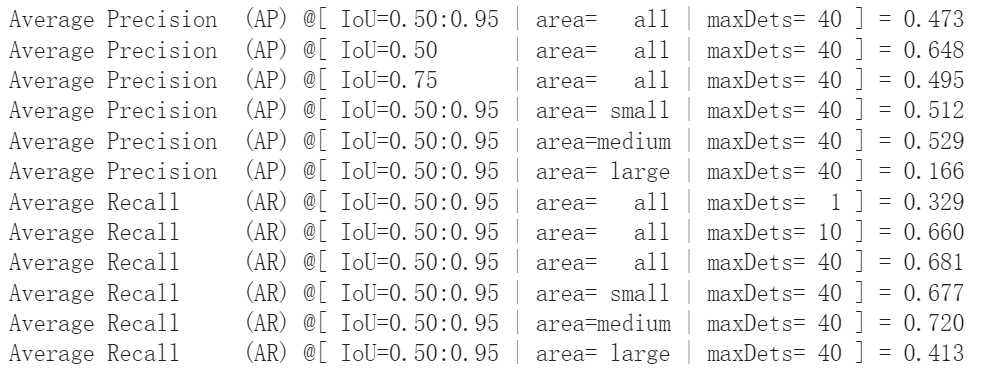 Average Precision  (AP) @[ IoU=0.50:0.95 | area=   all | maxDets= 40 ] = 0.473
Average Precision  (AP) @[ IoU=0.50      | area=   all | maxDets= 40 ] = 0.648
Average Precision  (AP) @[ IoU=0.75      | area=   all | maxDets= 40 ] = 0.495
Average Precision  (AP) @[ IoU=0.50:0.95 | area= small | maxDets= 40 ] = 0.512
Average Precision  (AP) @[ IoU=0.50:0.95 | area=medium | maxDets= 40 ] = 0.529
Average Precision  (AP) @[ IoU=0.50:0.95 | area= large | maxDets= 40 ] = 0.166
Average Recall     (AR) @[ IoU=0.50:0.95 | area=   all | maxDets=  1 ] = 0.329
Average Recall     (AR) @[ IoU=0.50:0.95 | area=   all | maxDets= 10 ] = 0.660
Average Recall     (AR) @[ IoU=0.50:0.95 | area=   all | maxDets= 40 ] = 0.681
Average Recall     (AR) @[ IoU=0.50:0.95 | area= small | maxDets= 40 ] = 0.677
Average Recall     (AR) @[ IoU=0.50:0.95 | area=medium | maxDets= 40 ] = 0.720
Average Recall     (AR) @[ IoU=0.50:0.95 | area= large | maxDets= 40 ] = 0.413